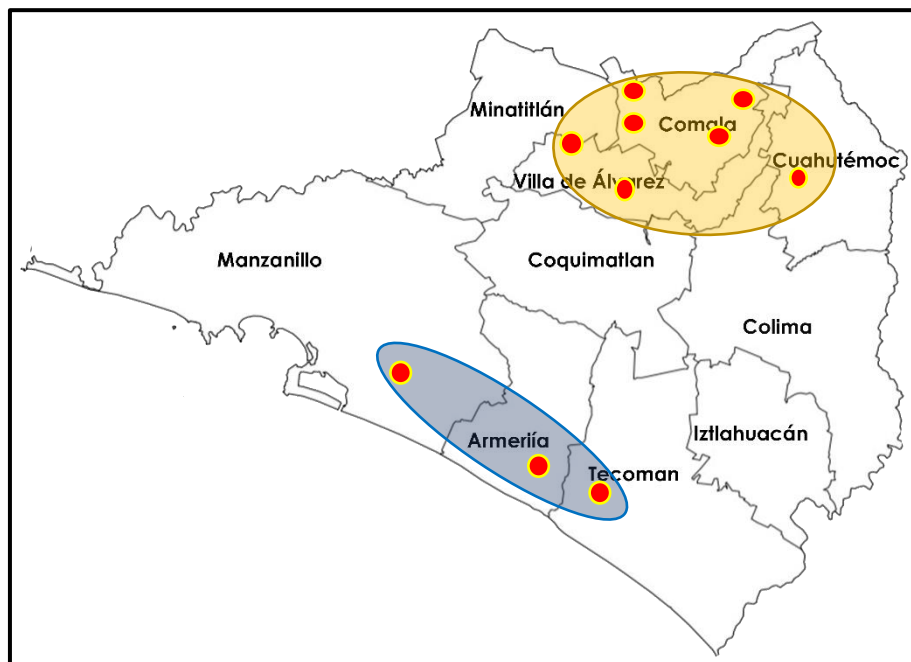 Minatitlán
Comala
Cuahutémoc
Villa de Álvarez
Manzanillo
Coquimatlan
Colima
Armeriía
Iztlahuacán
Tecoman